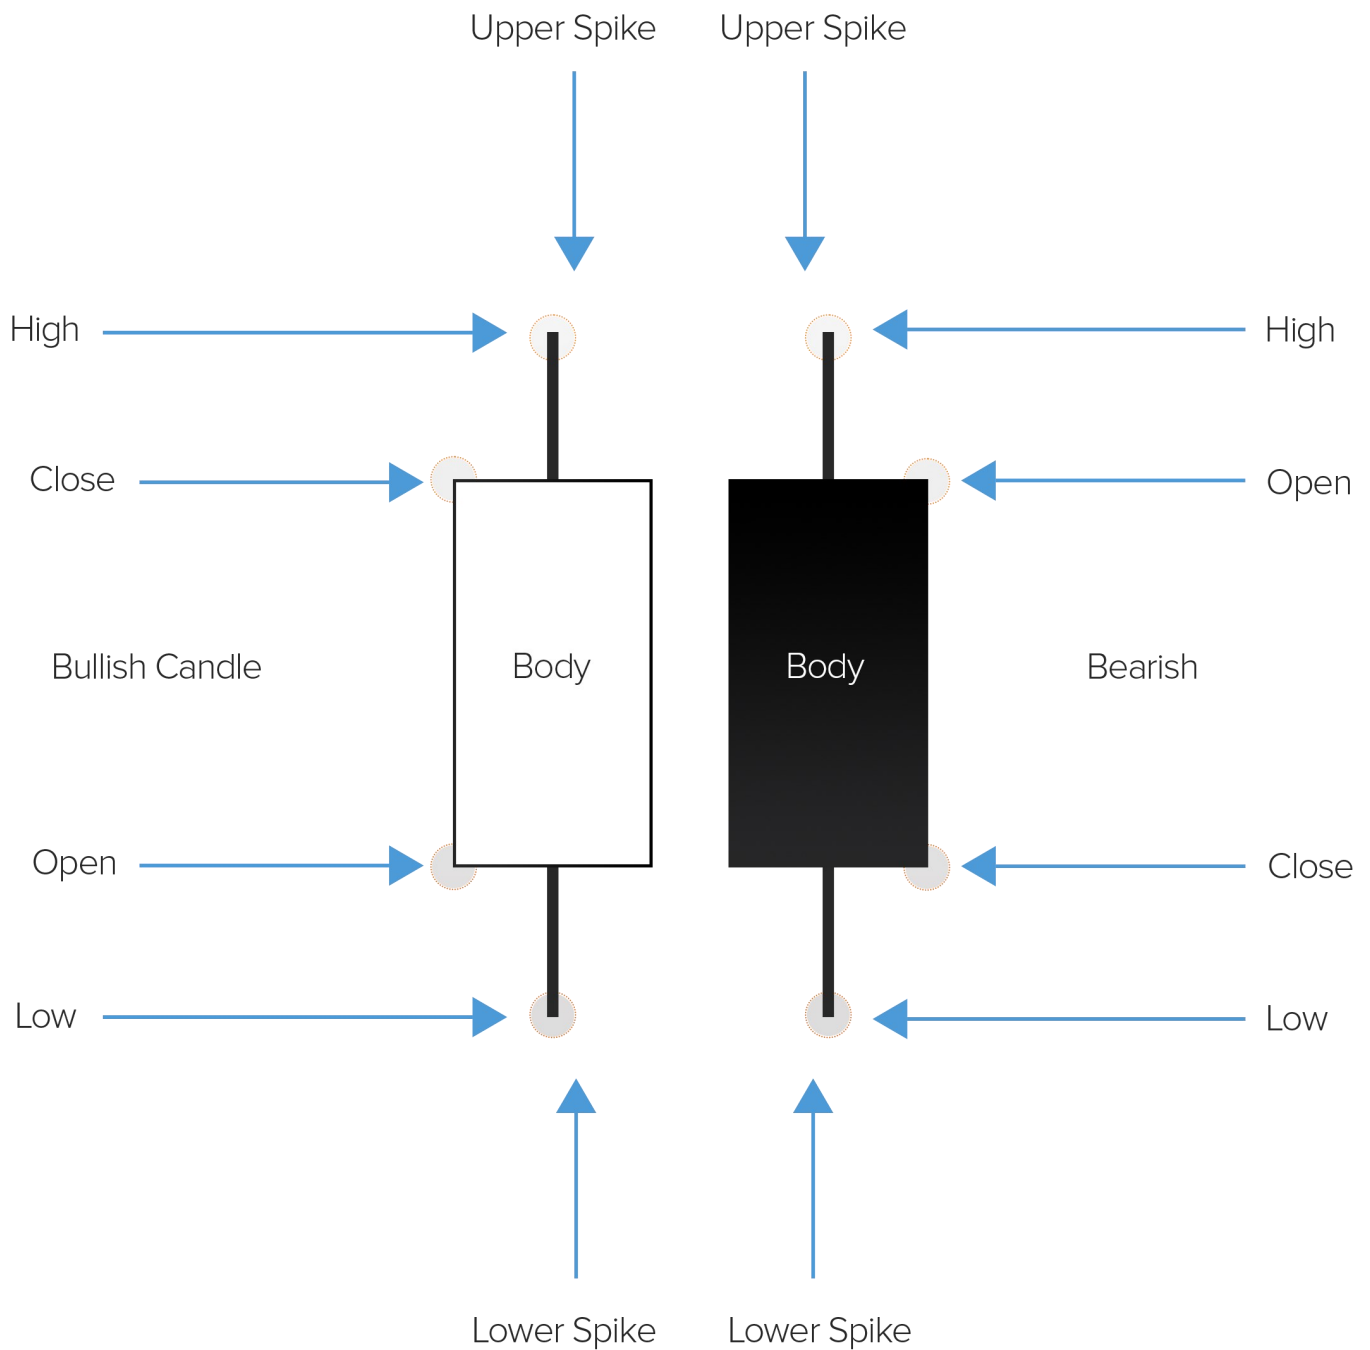 Upper Spike
Upper Spike
High
High
Close
Open
Bullish Candle
Body
Body
Bearish
Open
Close
Low
Low
Lower Spike
Lower Spike